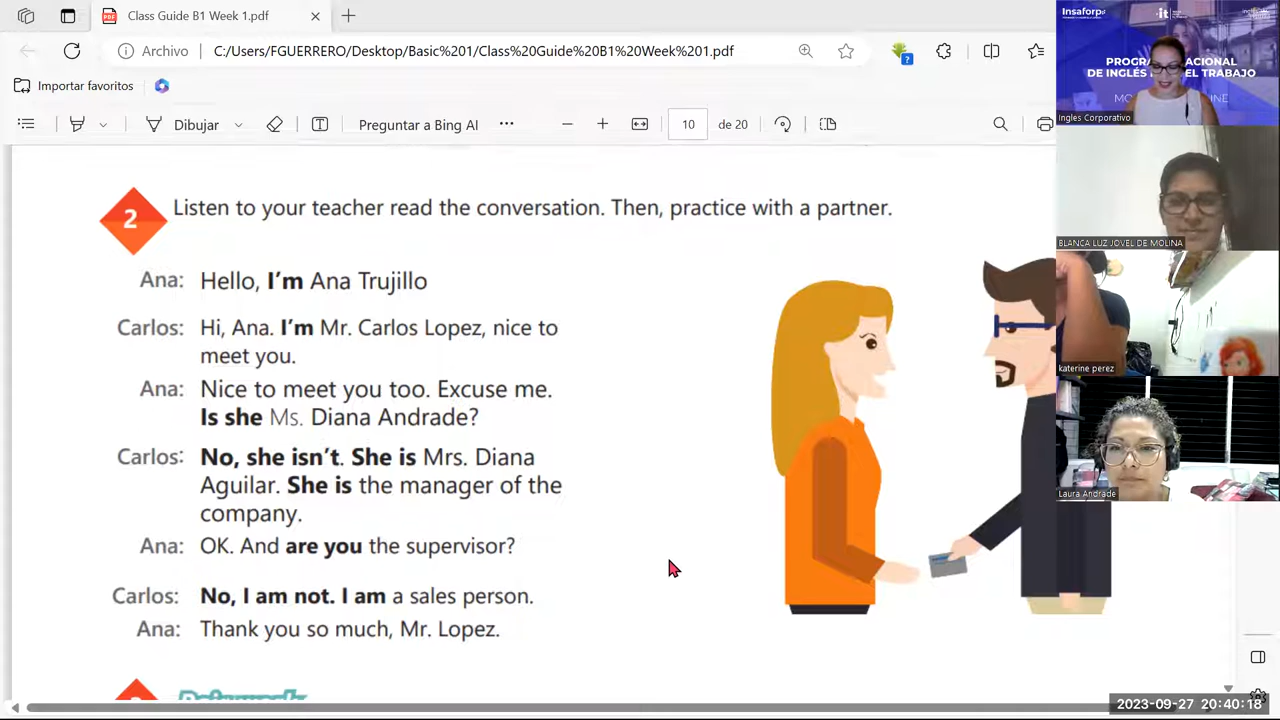 Class Guide B1 Week 1.pdf
Archivo
C:/Users/FGUERRERO/Desktop/Basic%201/Class%20Guide%20B1%20Week%201.pdf
Importar favoritos
Dibujar
Preguntar a Bing AI
10
de 20
2
Listen to your teacher read the conversation. Then, practice with a partner.
Ana: Hello, I'm Ana Trujillo
Carlos: Hi, Ana. I'm Mr. Carlos Lopez, nice to
meet you.
Ana: Nice to meet you too. Excuse me.
Is she Ms. Diana Andrade?
Carlos: No, she isn't. She is Mrs. Diana
Aguilar. She is the manager of the
company.
Ana: OK. And are you the supervisor?
Carlos: No, I am not. I am a sales person.
Ana: Thank you so much, Mr. Lopez.
Insaforp
DE INGLÉS
EL TRABAJO
Ingles Corporativo
BLANCA LUZ JOVEL DE MOLINA
katerine perez
Laura Andrade
2023-09-27 20:40:18